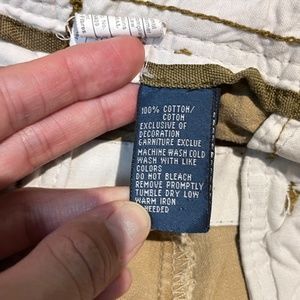 100% COTTON/
COTON
EXCLUSIVE OF
DECORATION
GARNITURE EXCLUE
MACHINE WASH COLD
WASH WITH LIKE
COLORS
DO NOT BLEACH
REMOVE PROMPTLY
TUMBLE DRY LOW
WARM IRON
NEEDED